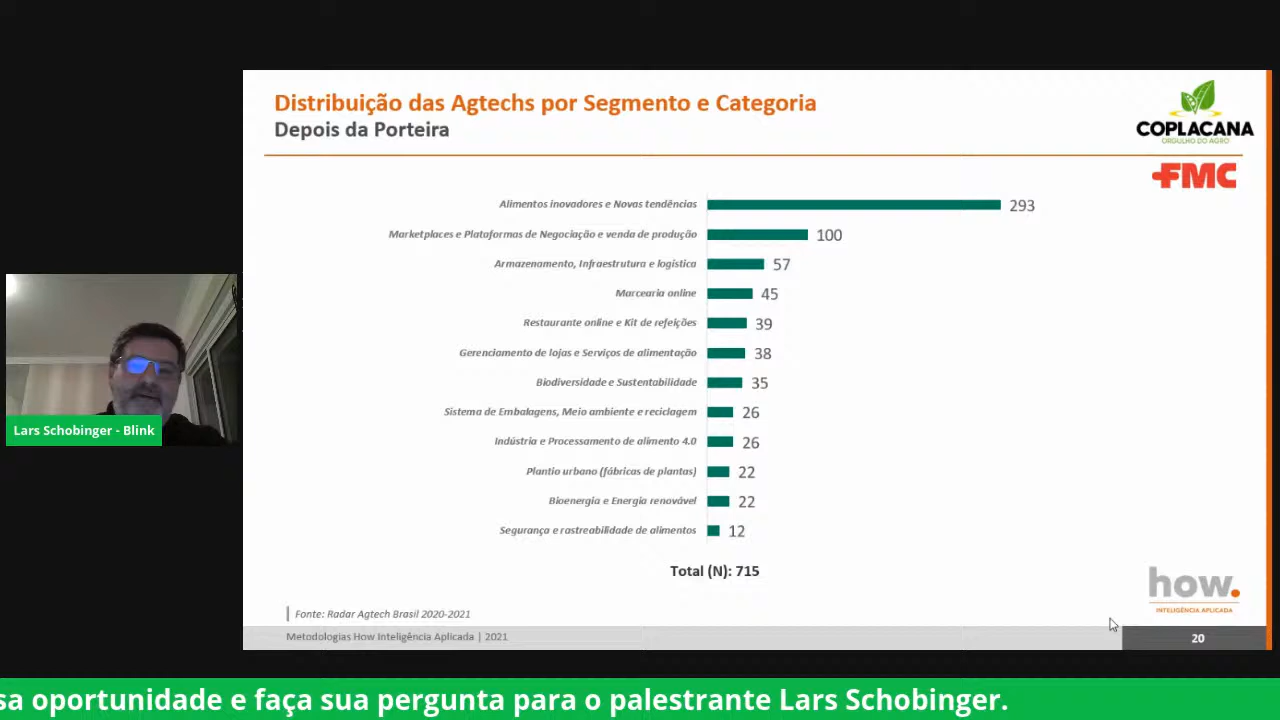 Distribuição das Agtechs por Segmento e Categoria
Depois da Porteira
COPLACANA
ORGULHO DO AGRO
FMC
Alimentos inovadores e Novas tendências 293
Marketplaces e Plataformas de Negociação e venda de produção 100
Armazenamento, Infraestrutura e logística 57
Marcearia online 45
Restaurante online e Kit de refeições 39
Gerenciamento de lojas e Serviços de alimentação 38
Biodiversidade e Sustentabilidade 35
Sistema de Embalagens, Meio ambiente e reciclagem 26
Indústria e Processamento de alimento 4.0 26
Plantio urbano (fábricas de plantas) 22
Bioenergia e Energia renovável 22
Segurança e rastreabilidade de alimentos 12
Total (N): 715
how.
INTELIGÊNCIA APLICADA
Fonte: Radar Agtech Brasil 2020-2021
Metodologias How Inteligência Aplicada | 2021
20
Lars Schobinger - Blink
sa oportunidade e faça sua pergunta para o palestrante Lars Schobinger.